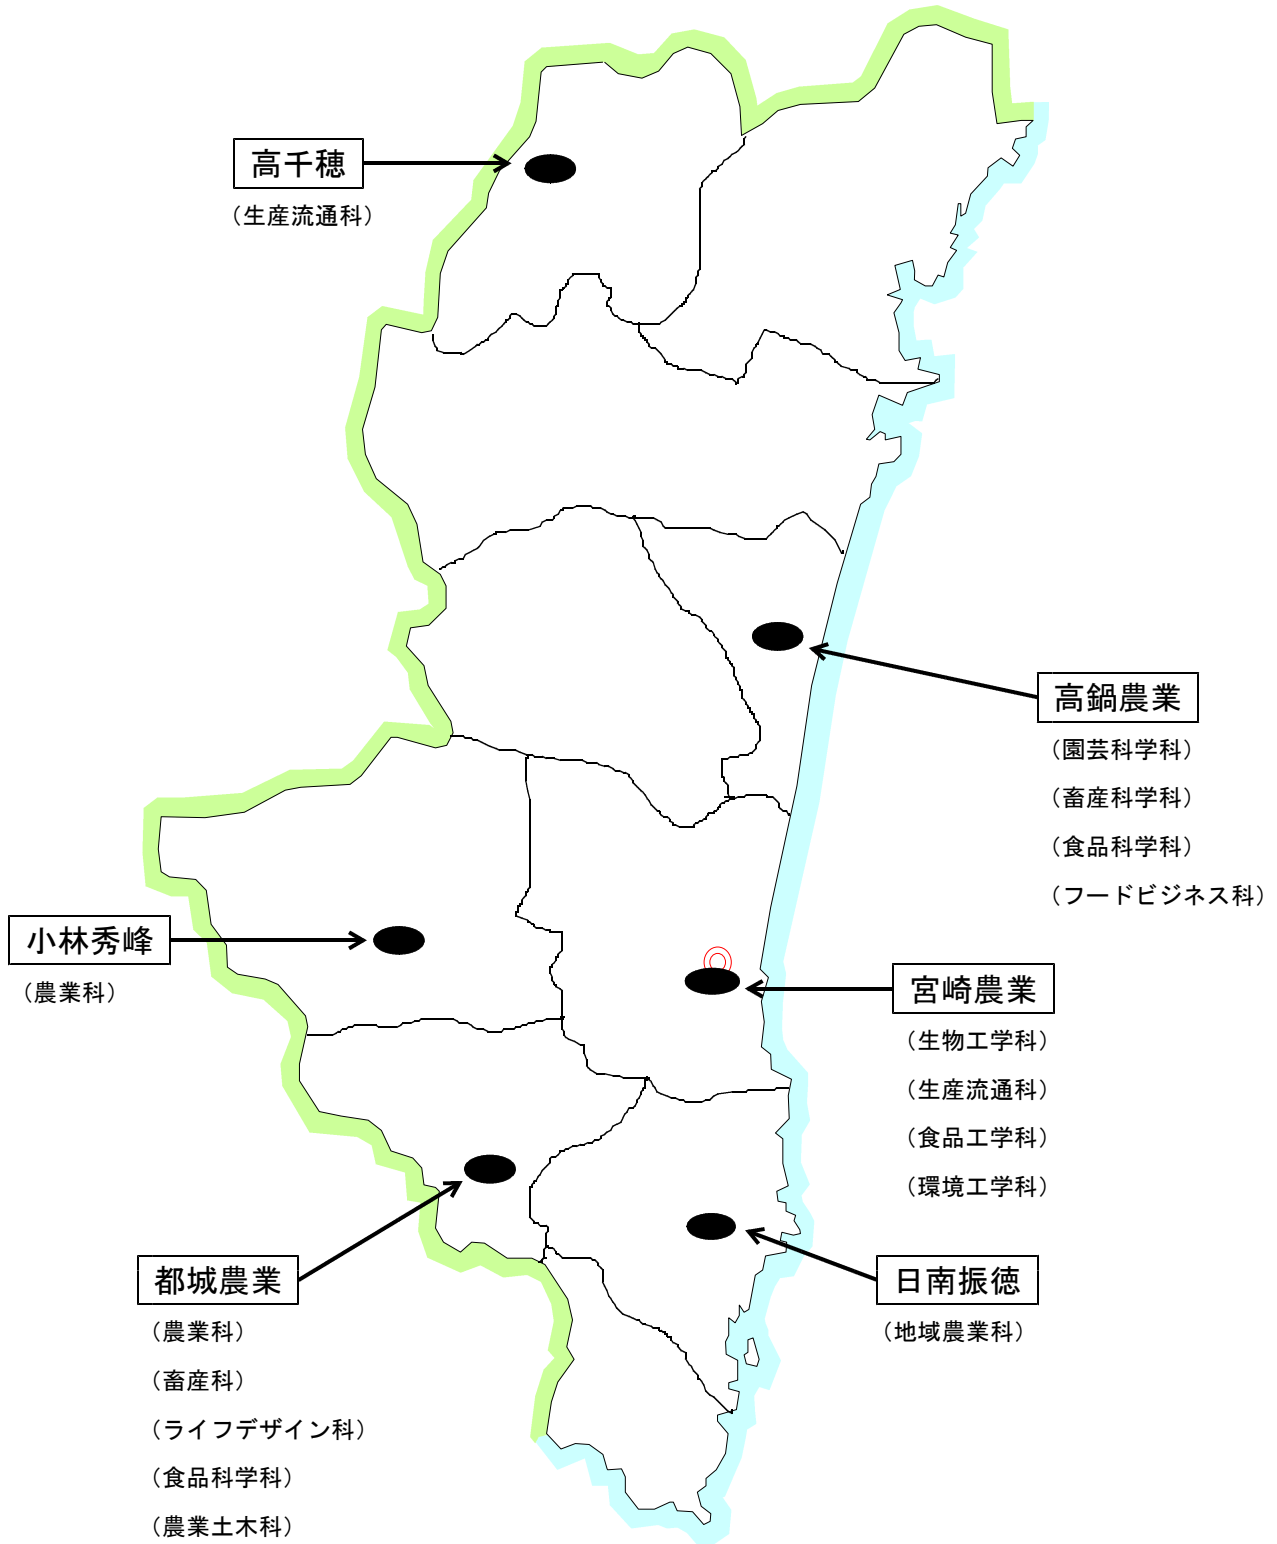 高千穂
（生産流通科）
高鍋農業
（園芸科学科）
（畜産科学科）
（食品科学科）
（フードビジネス科）
小林秀峰
（農業科）
宮崎農業
（生物工学科）
（生産流通科）
（食品工学科）
（環境工学科）
都城農業
（農業科）
（畜産科）
（ライフデザイン科）
（食品科学科）
（農業土木科）
日南振徳
（地域農業科）